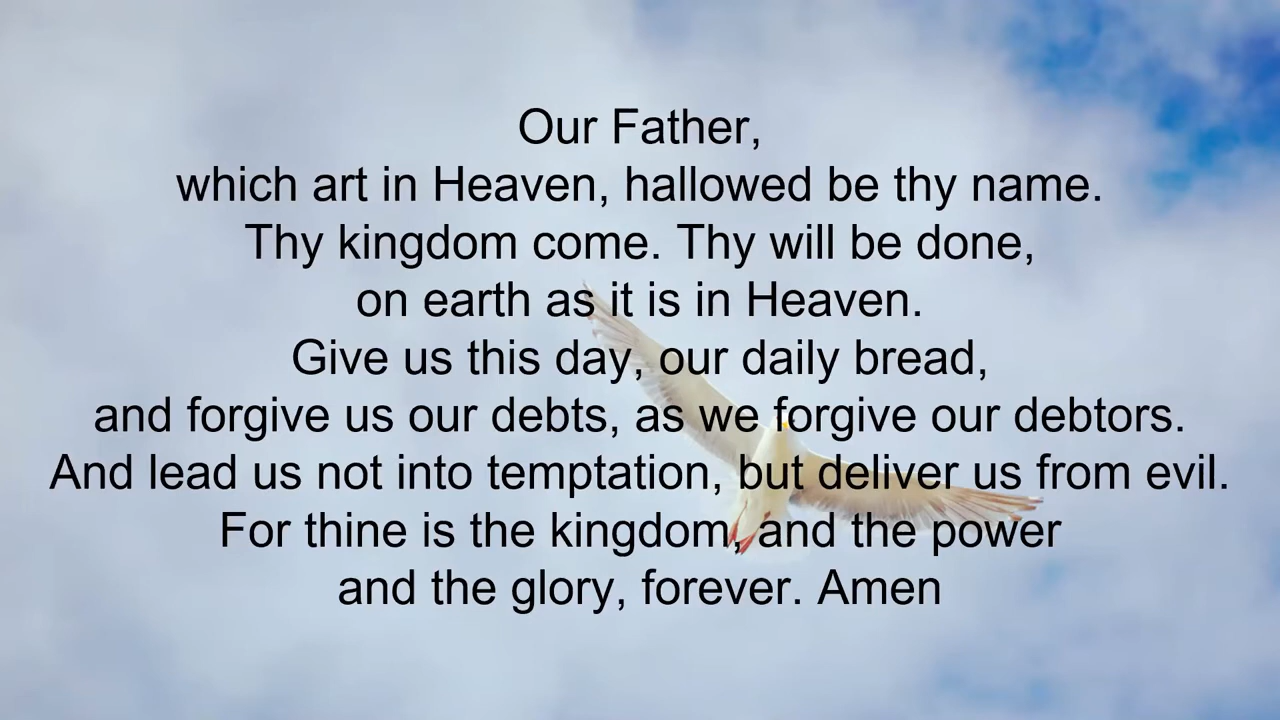 Our Father,
which art in Heaven, hallowed be thy name.
Thy kingdom come. Thy will be done,
on earth as it is in Heaven.
Give us this day, our daily bread,
and forgive us our debts, as we forgive our debtors.
And lead us not into temptation, but deliver us from evil.
For thine is the kingdom, and the power
and the glory, forever. Amen